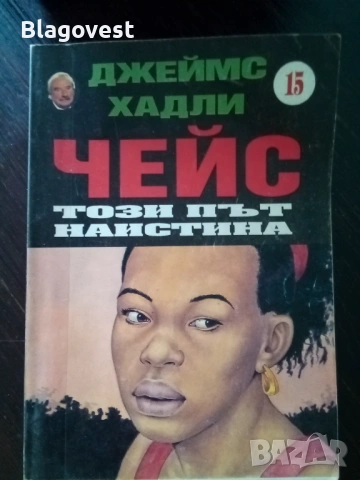 Blagovest
ДЖЕЙМС
ХАДЛИ
15
ЧЕЙС
ТОЗИ ПЪТ
НАИСТИНА
BAZAR